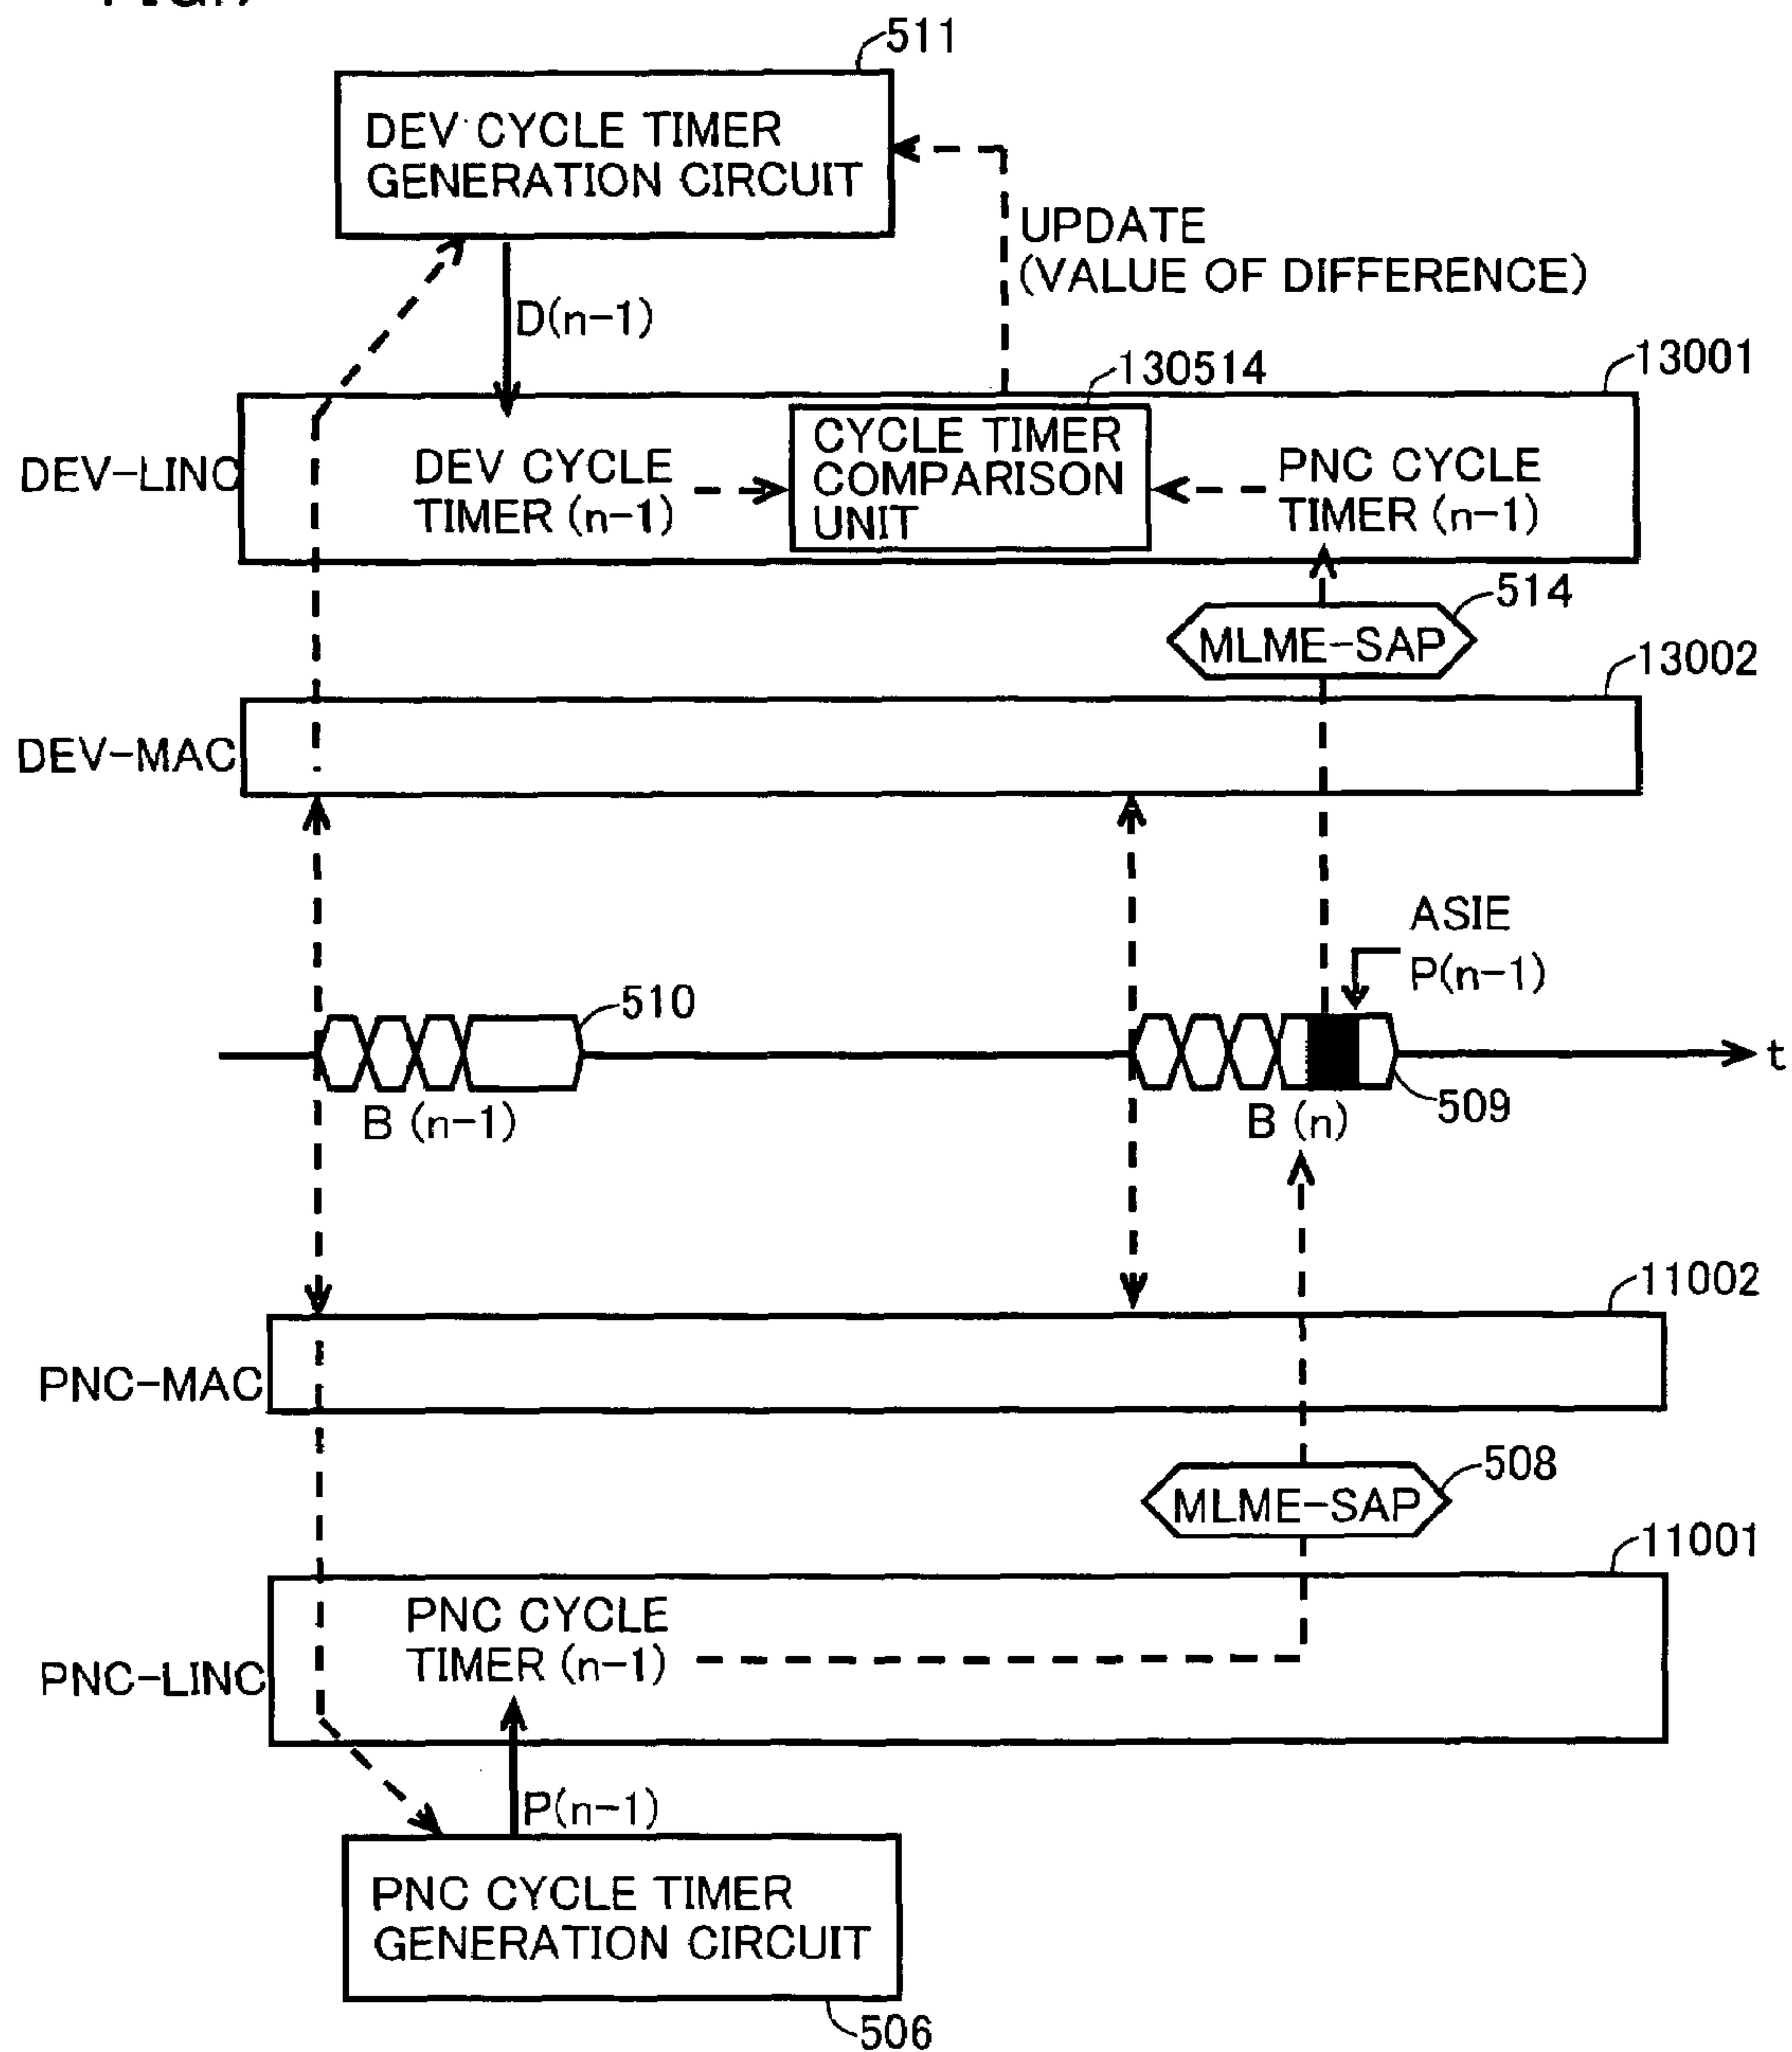 511
DEV CYCLE TIMER
GENERATION CIRCUIT
UPDATE
(VALUE OF DIFFERENCE)
D(n-1)
13001
130514
DEV-LINC
DEV CYCLE
TIMER (n-1)
CYCLE TIMER
COMPARISON
UNIT
PNC CYCLE
TIMER (n-1)
514
MLME-SAP
13002
DEV-MAC
ASIE
P(n-1)
510
t
B (n-1)
B (n)
509
11002
PNC-MAC
508
MLME-SAP
11001
PNC CYCLE
TIMER (n-1)
PNC-LINC
P(n-1)
PNC CYCLE TIMER
GENERATION CIRCUIT
506